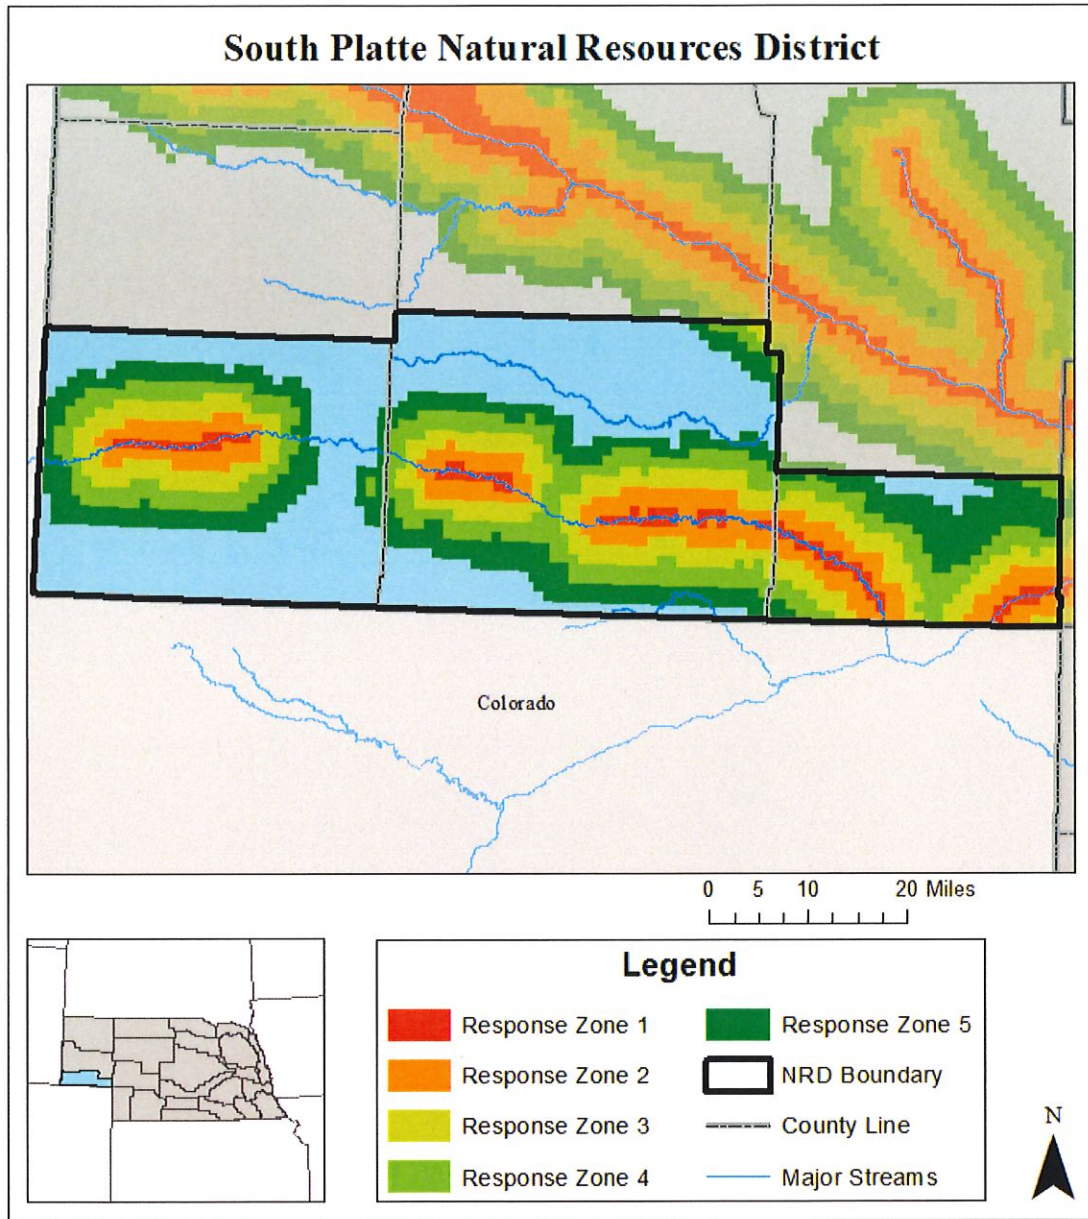 South Platte Natural Resources District
Colorado
0 5 10 20 Miles
Legend
Response Zone 1
Response Zone 2
Response Zone 3
Response Zone 4
Response Zone 5
NRD Boundary
County Line
Major Streams
N